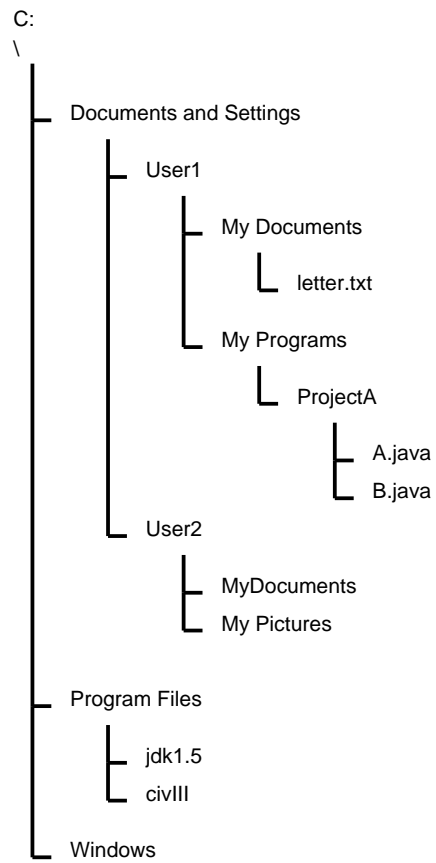 C:
\
Documents and Settings
User1
My Documents
letter.txt
My Programs
ProjectA
A.java
B.java
User2
MyDocuments
My Pictures
Program Files
jdk1.5
civIII
Windows